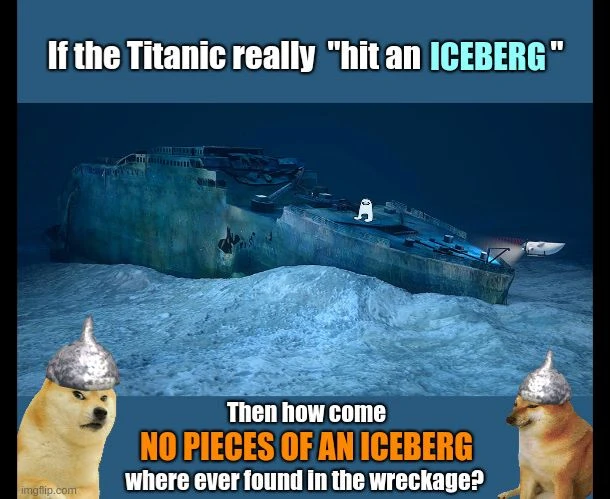 If the Titanic really "hit an ICEBERG"
Then how come
NO PIECES OF AN ICEBERG
where ever found in the wreckage?
imgflip.com